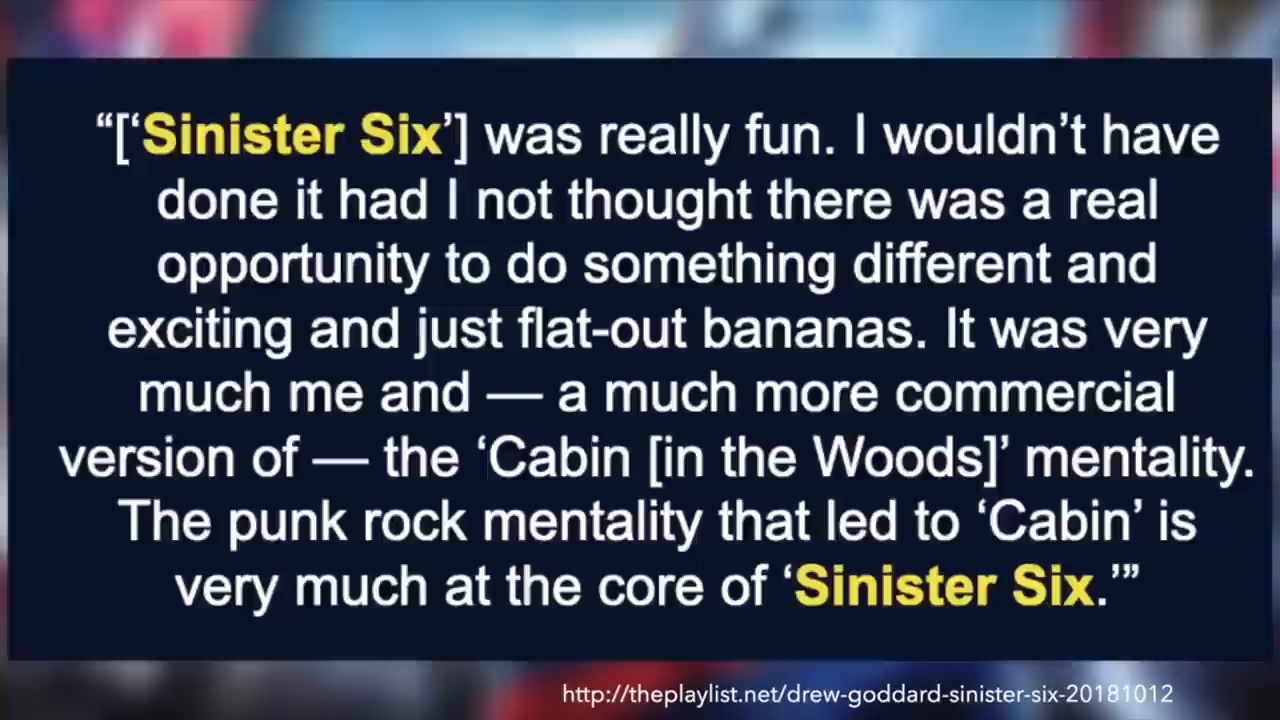 “[‘Sinister Six’] was really fun. I wouldn’t have
done it had I not thought there was a real
opportunity to do something different and
exciting and just flat-out bananas. It was very
much me and — a much more commercial
version of — the ‘Cabin [in the Woods]’ mentality.
The punk rock mentality that led to ‘Cabin’ is
very much at the core of ‘Sinister Six.’”
http://theplaylist.net/drew-goddard-sinister-six-20181012